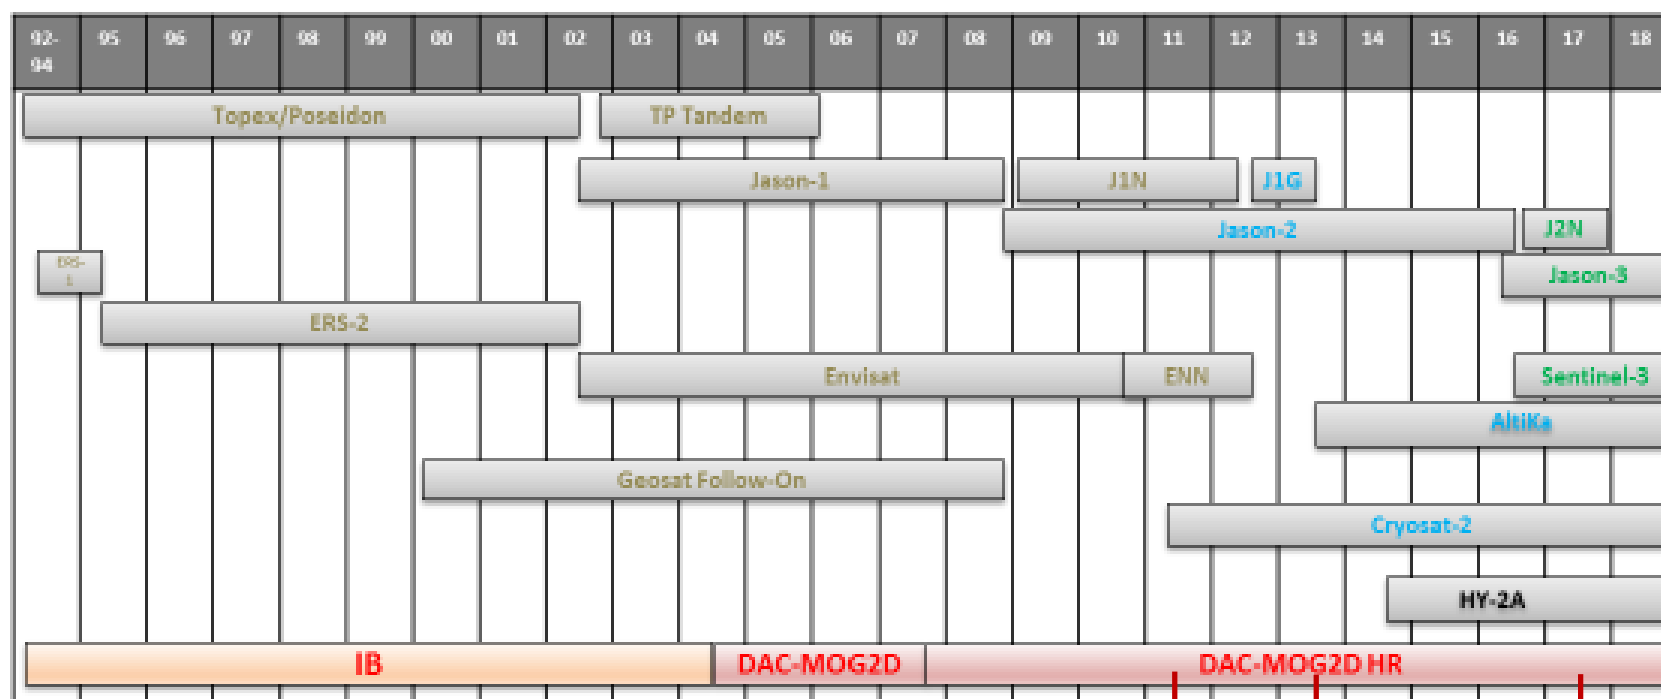 92- 95 96 97 98 99 00 01 02 03 04 05 06 07 08 09 10 11 12 13 14 15 16 17 18
94
Topex/Poseidon TP Tandem
Jason-1 J1N J1G
Jason-2 J2N
ERS-
1
Jason-3
ERS-2
Envisat ENN Sentinel-3
AltiKa
Geosat Follow-On
Cryosat-2
HY-2A
IB DAC-MOG2D DAC-MOG2D HR